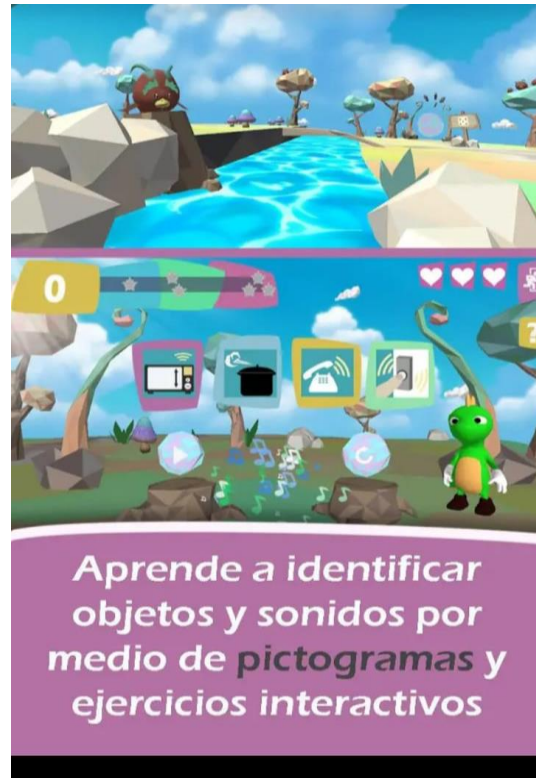 0
?
Aprende a identificar
objetos y sonidos por
medio de pictogramas y
ejercicios interactivos